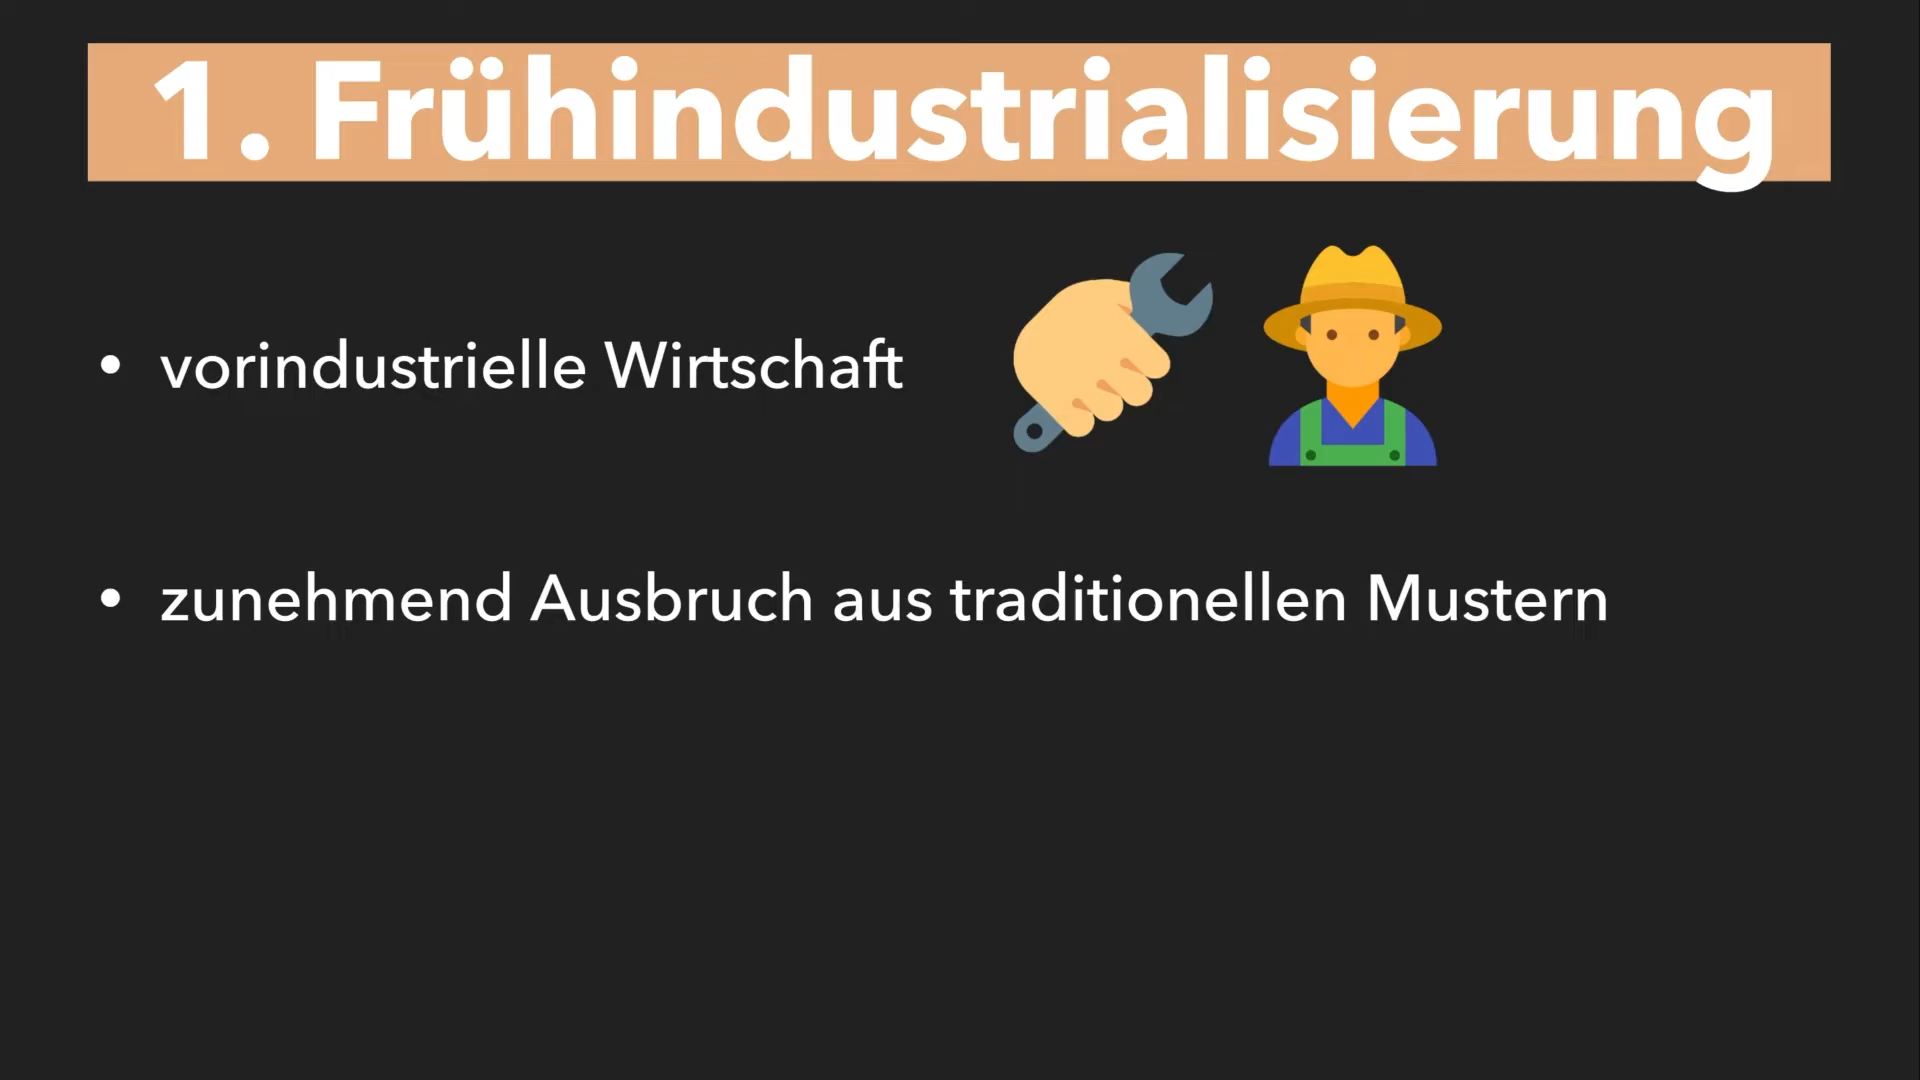 1. Frühindustrialisierung
• vorindustrielle Wirtschaft
• zunehmend Ausbruch aus traditionellen Mustern